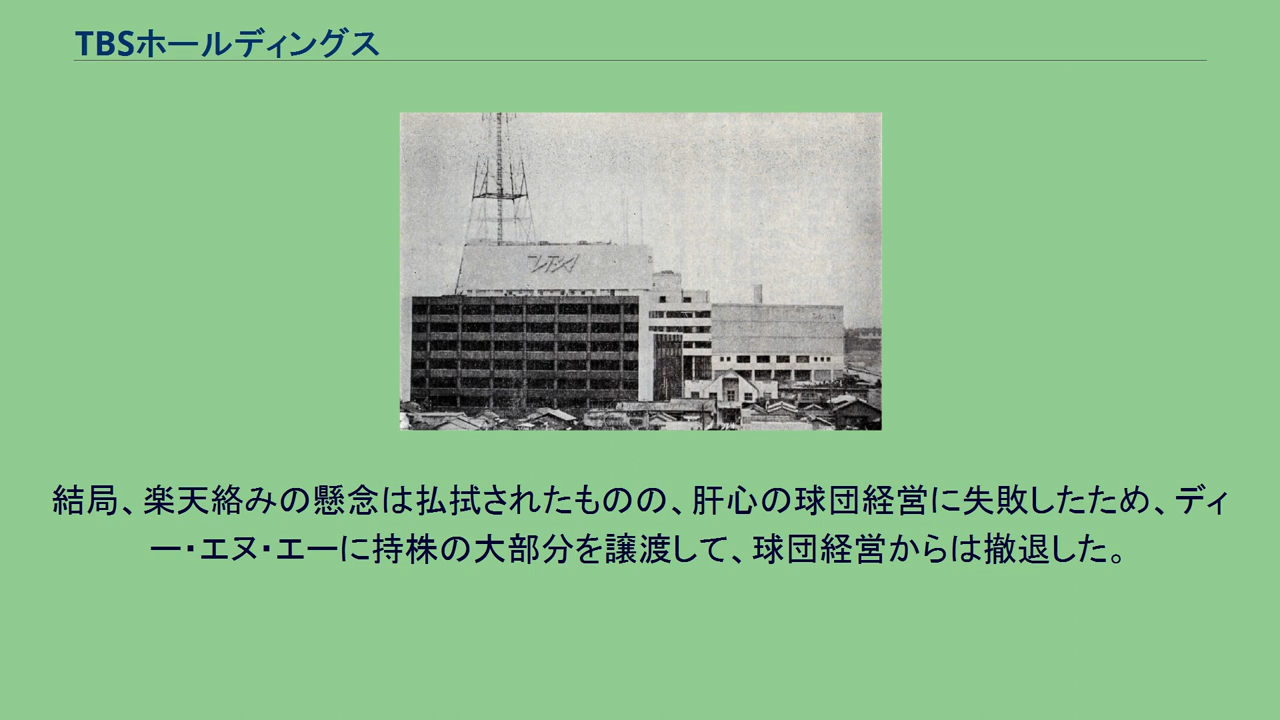 TBSホールディングス
結局、楽天絡みの懸念は払拭されたものの、肝心の球団経営に失敗したため、ディ
ー・エヌ・エーに持株の大部分を譲渡して、球団経営からは撤退した。